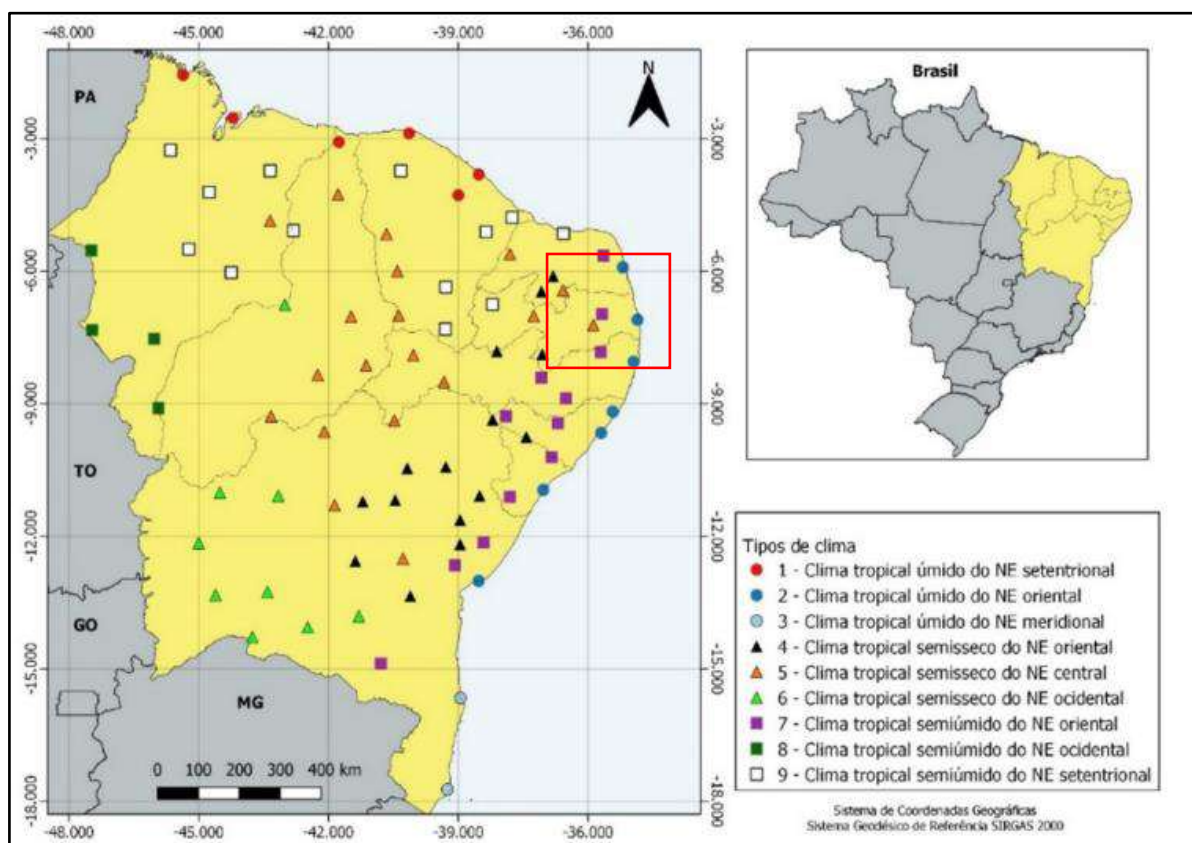 -48.000 -45.000 -42.000 -39.000 -36.000
N
Brasil
PA
-3.000 -3.000
-6.000 -6.000
-9.000 -9.000
TO
-12.000 -12.000
GO
-15.000 -15.000
MG
0 100 200 300 400 km
-18.000 -18.000
-48.000 -45.000 -42.000 -39.000 -36.000
Tipos de clima
1 - Clima tropical úmido do NE setentrional
2 - Clima tropical úmido do NE oriental
3 - Clima tropical úmido do NE meridional
4 - Clima tropical semisseco do NE oriental
5 - Clima tropical semisseco do NE central
6 - Clima tropical semisseco do NE ocidental
7 - Clima tropical semiúmido do NE oriental
8 - Clima tropical semiúmido do NE ocidental
9 - Clima tropical semiúmido do NE setentrional
Sistema de Coordenadas Geográficas
Sistema Geodésico de Referência SIRGAS 2000